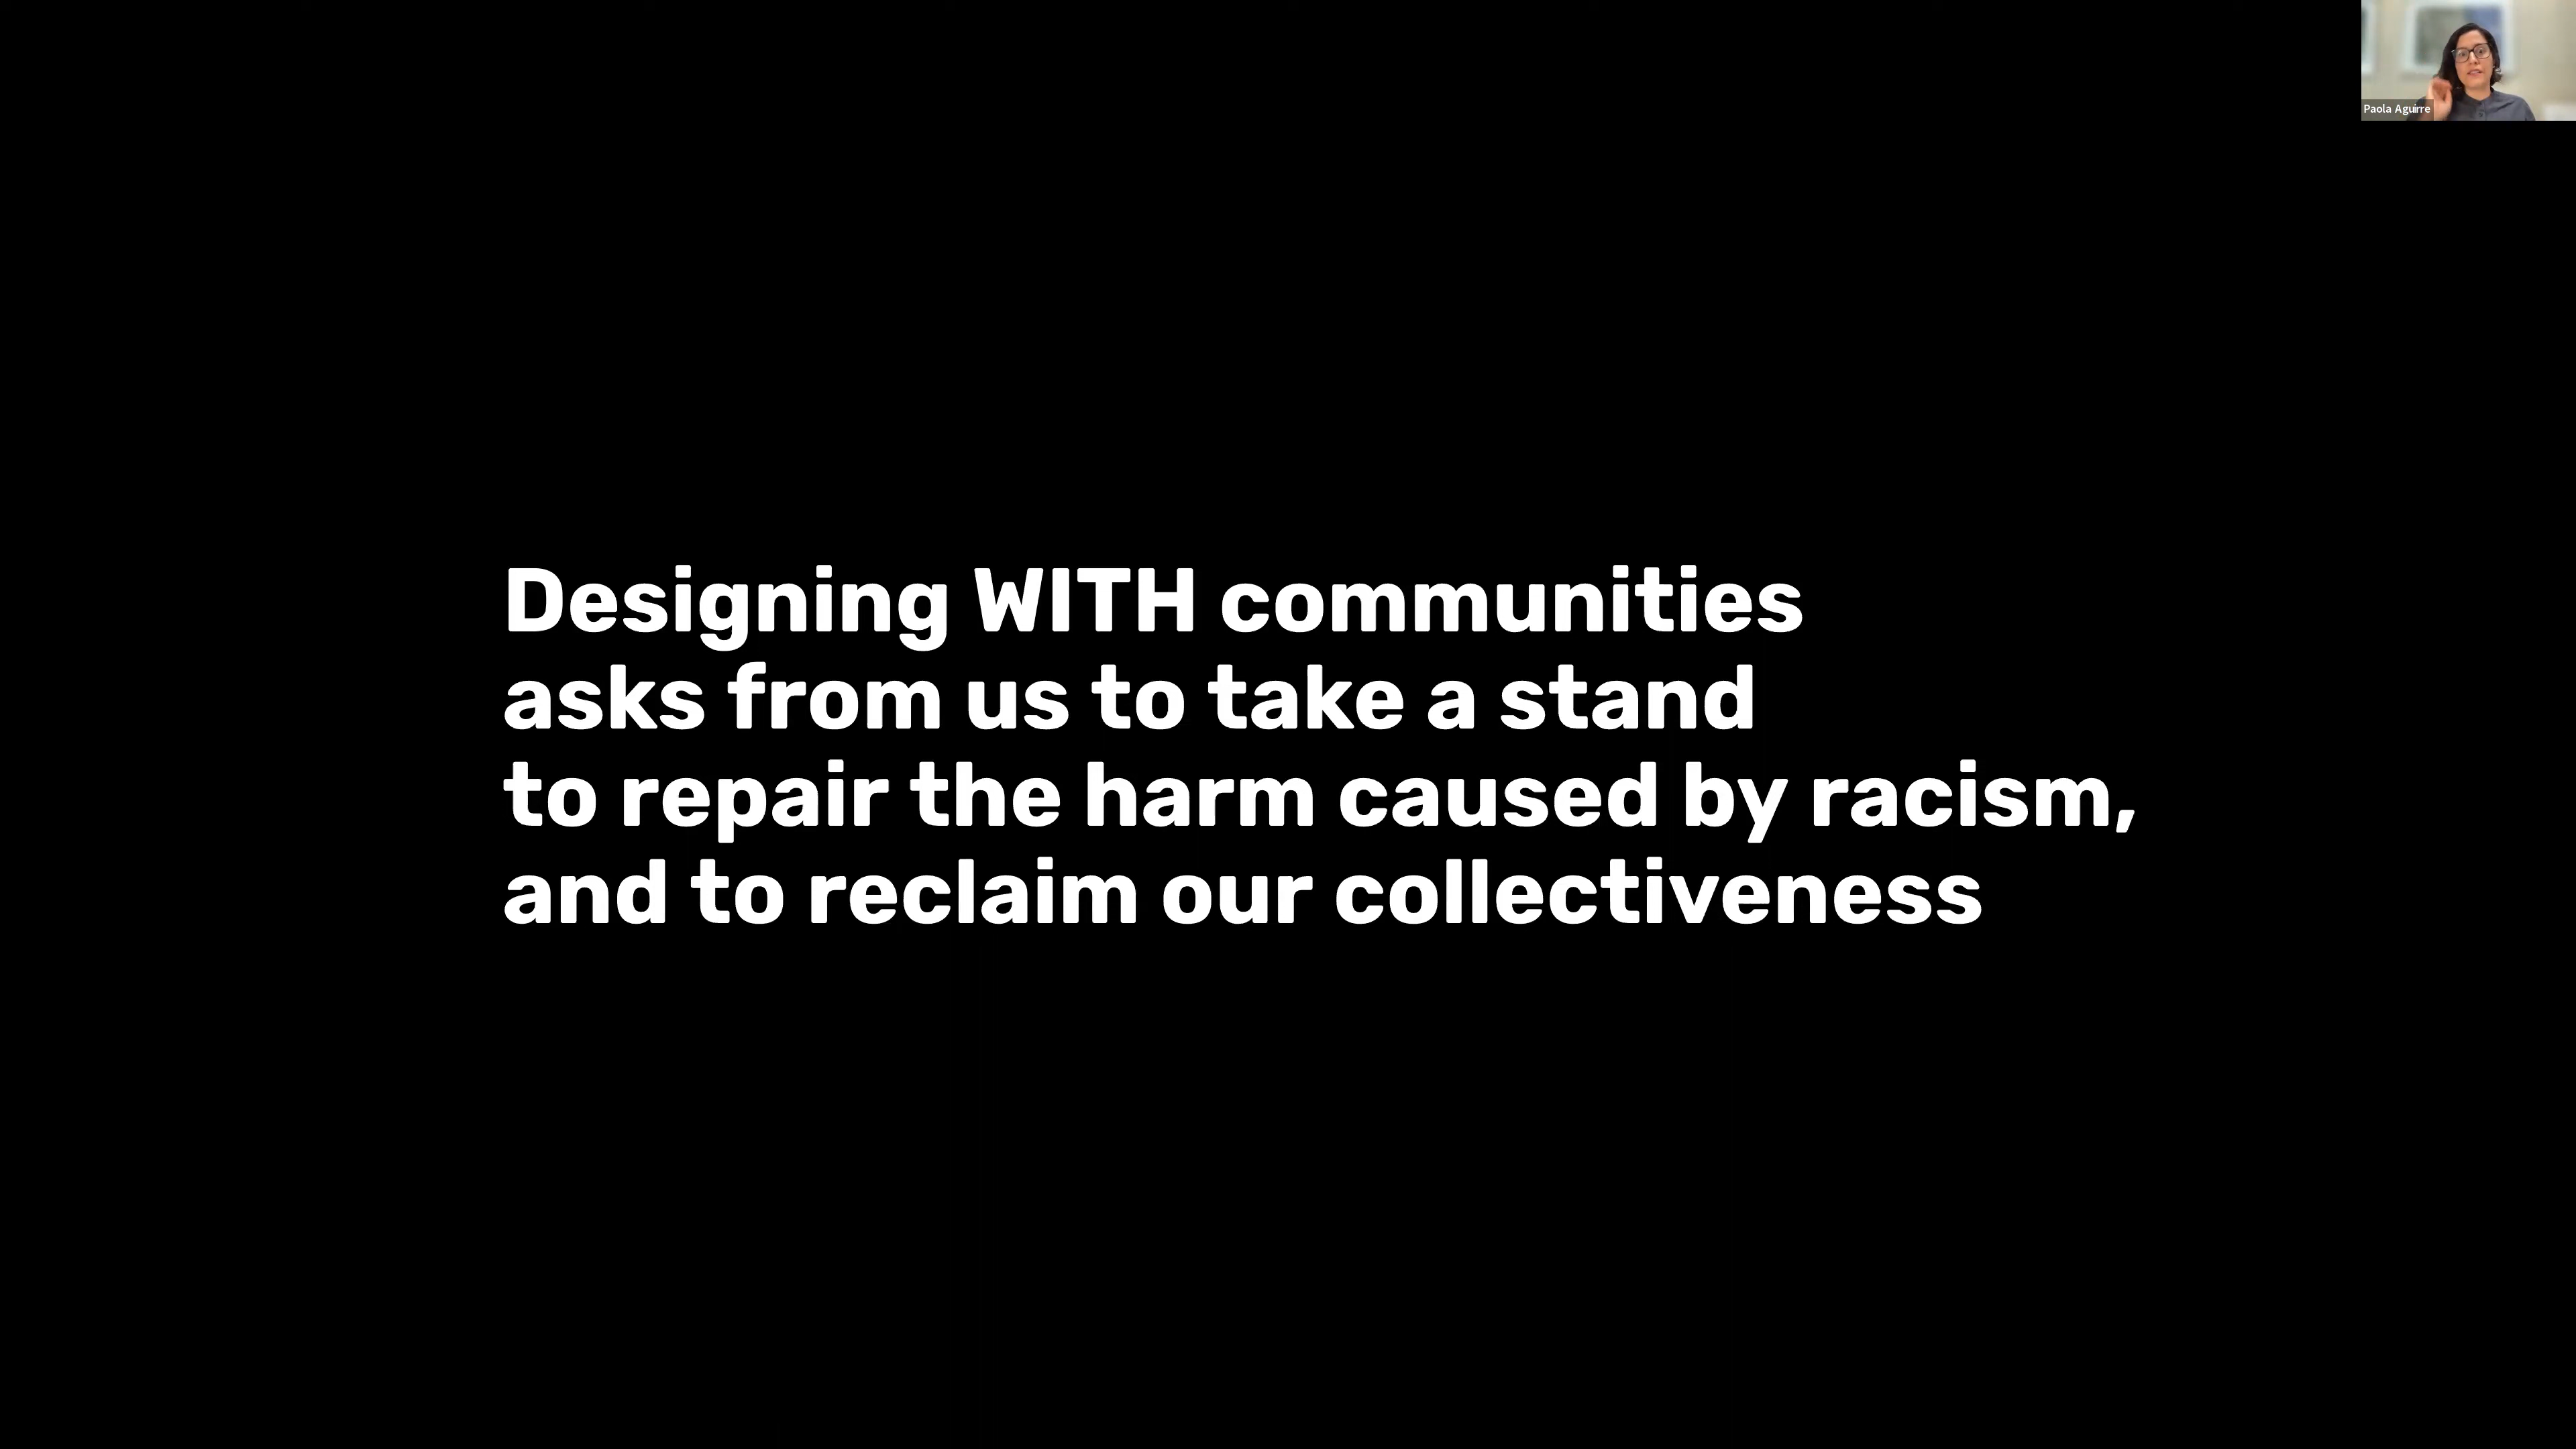 Paola Aguirre
Designing WITH communities
asks from us to take a stand
to repair the harm caused by racism,
and to reclaim our collectiveness